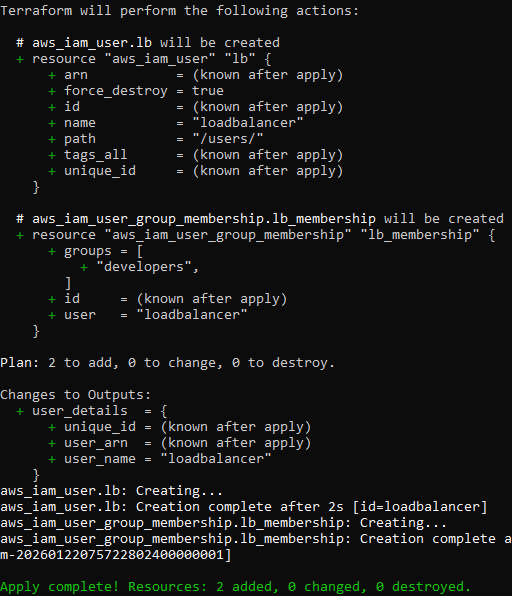 Terraform will perform the following actions:
# aws_iam_user.lb will be created
+ resource "aws_iam_user" "lb" {
+ arn = (known after apply)
+ force_destroy = true
+ id = (known after apply)
+ name = "loadbalancer"
+ path = "/users/"
+ tags_all = (known after apply)
+ unique_id = (known after apply)
}
# aws_iam_user_group_membership.lb_membership will be created
+ resource "aws_iam_user_group_membership" "lb_membership" {
+ groups = [
+ "developers",
]
+ id = (known after apply)
+ user = "loadbalancer"
}
Plan: 2 to add, 0 to change, 0 to destroy.
Changes to Outputs:
+ user_details = {
+ unique_id = (known after apply)
+ user_arn = (known after apply)
+ user_name = "loadbalancer"
}
aws_iam_user.lb: Creating...
aws_iam_user.lb: Creation complete after 2s [id=loadbalancer]
aws_iam_user_group_membership.lb_membership: Creating...
aws_iam_user_group_membership.lb_membership: Creation complete a
m-20260122075722802400000001]
Apply complete! Resources: 2 added, 0 changed, 0 destroyed.